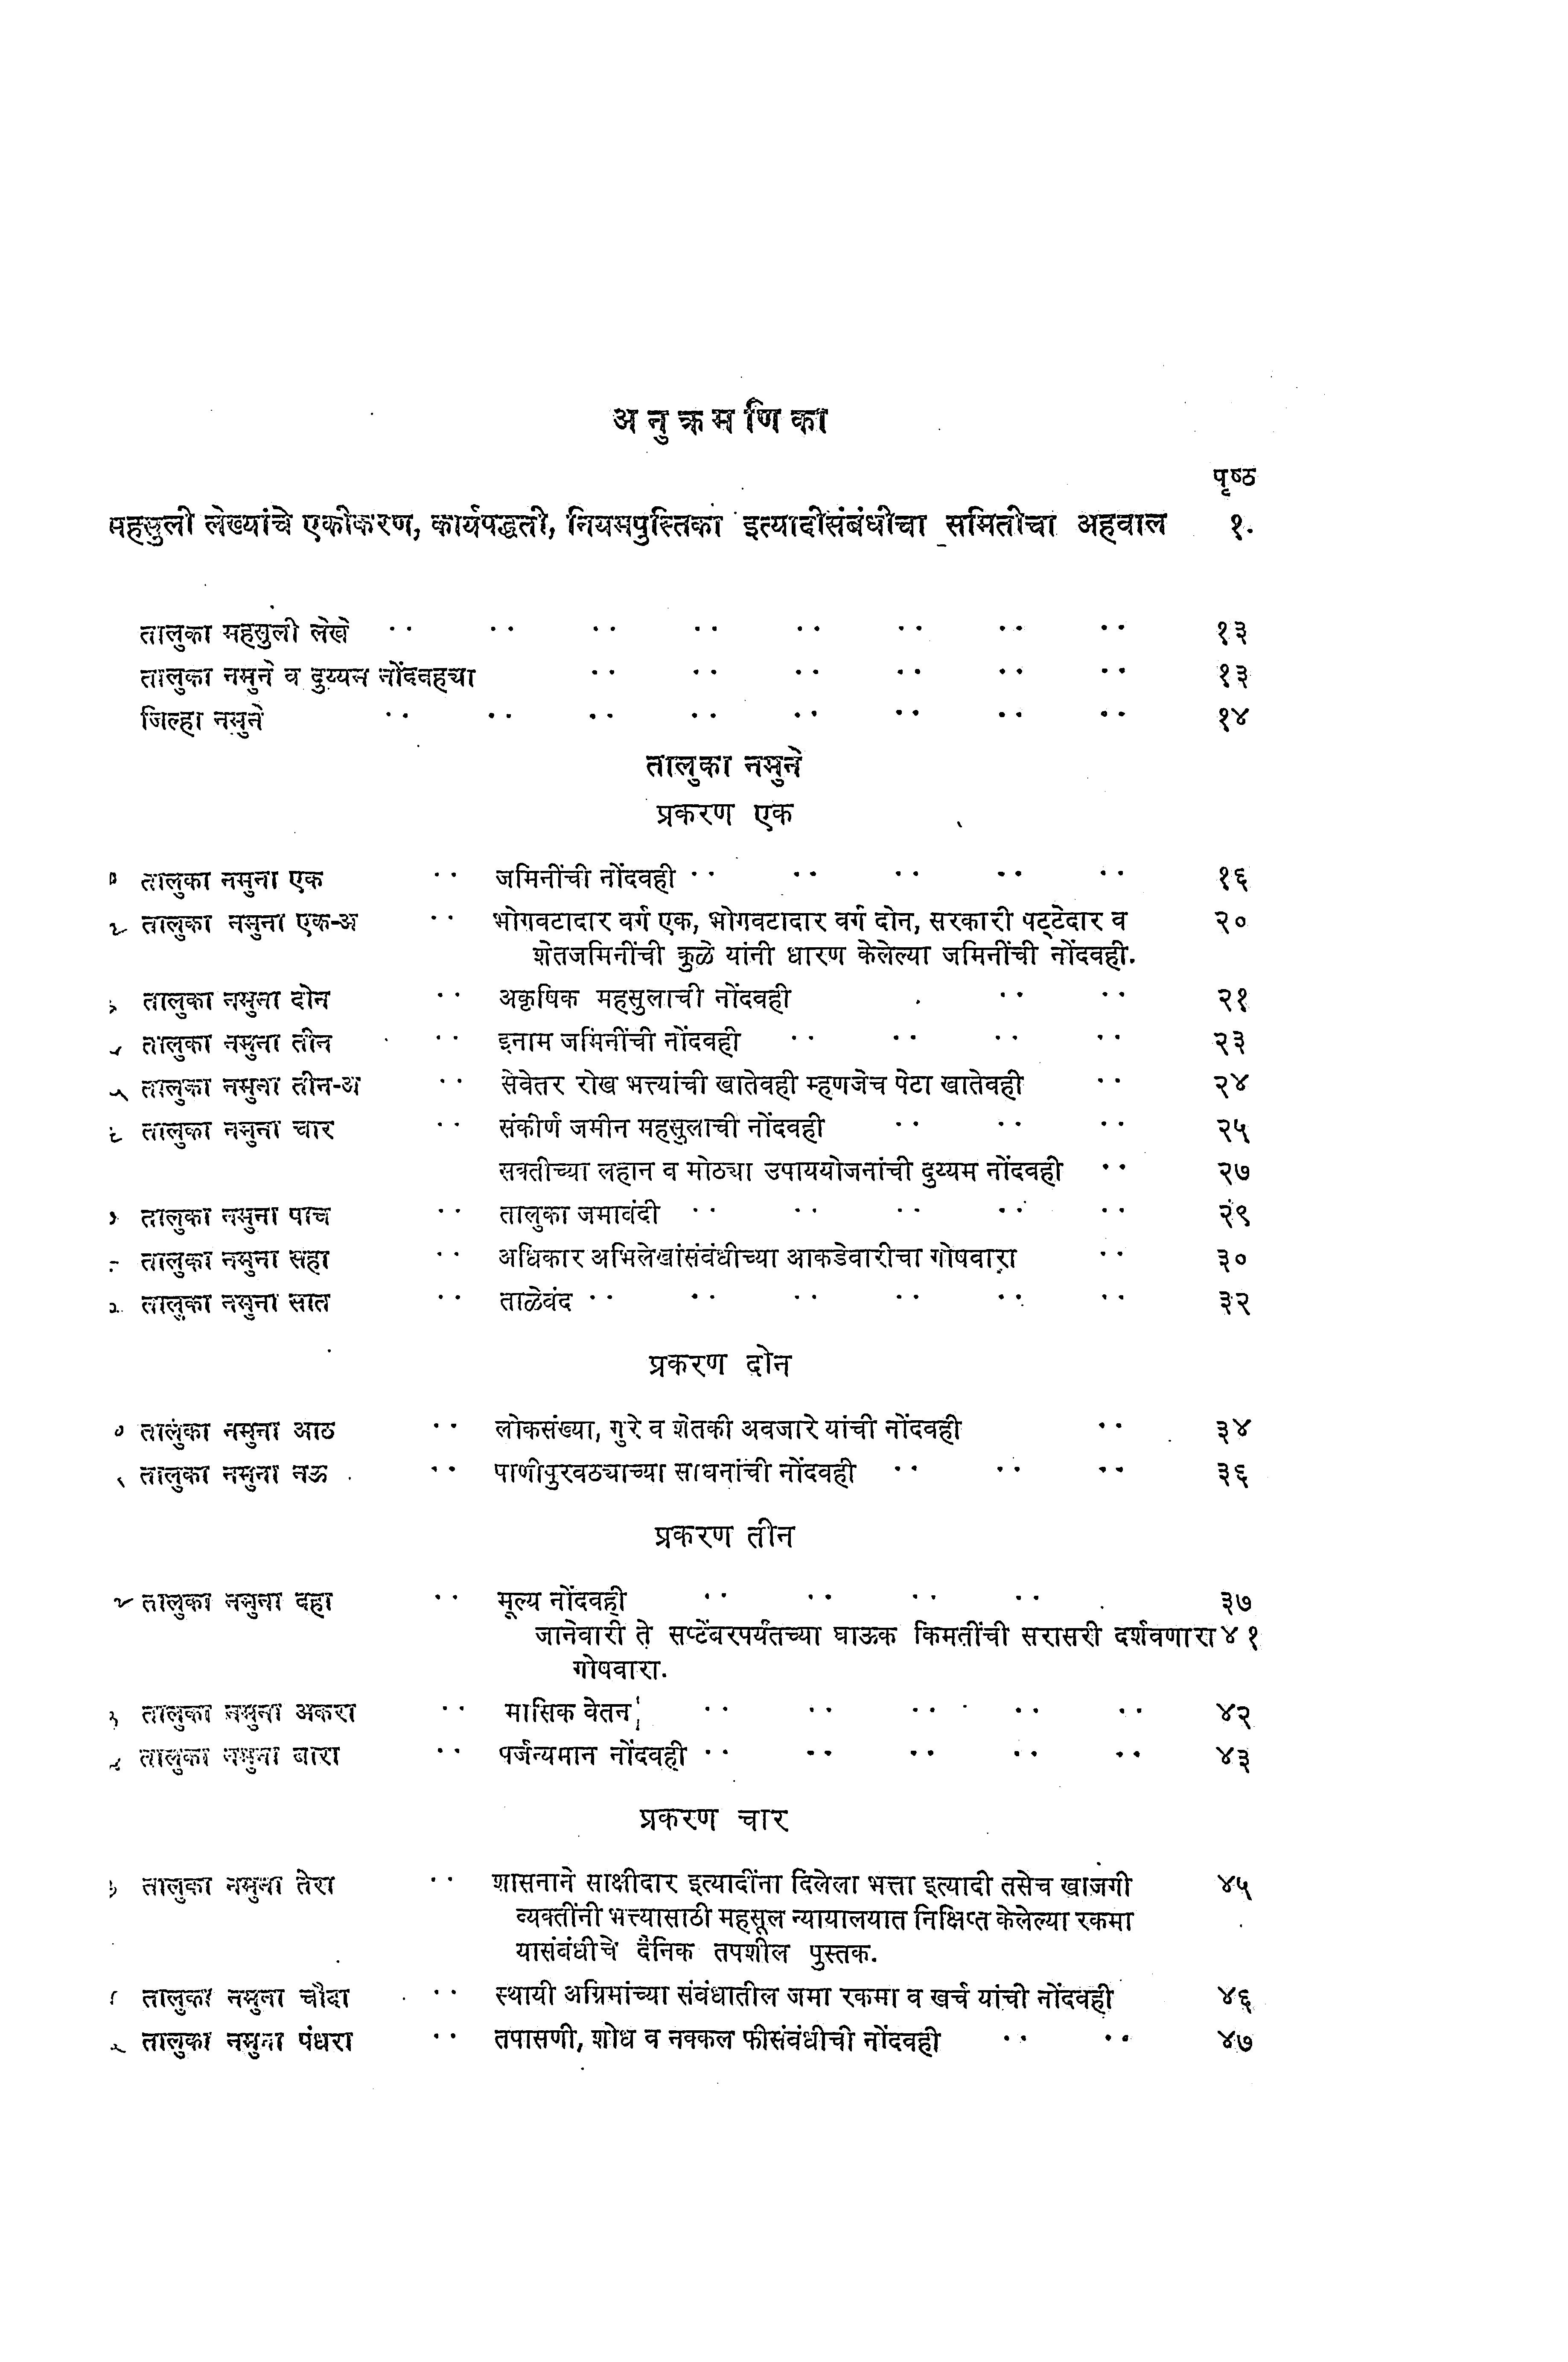 अनुक्रमणिका
पृष्ठ
महसुली लेख्यांचे एकीकरण, कार्यपद्धती, नियमपुस्तिका इत्यादीसंबंधीचा समितीचा अहवाल १.
तालुका महसुली लेखे .. .. .. .. .. .. .. .. १३
तालुका नमुने व दुय्यम नोंदवह्या .. .. .. .. .. .. १३
जिल्हा नमुने .. .. .. .. .. .. .. .. १४
तालुका नमुने
प्रकरण एक
तालुका नमुना एक .. जमिनींची नोंदवही .. .. .. .. .. १६
तालुका नमुना एक-अ .. भोगवटादार वर्ग एक, भोगवटादार वर्ग दोन, सरकारी पट्टेदार व २०
शेतजमिनींची कुळे यांनी धारण केलेल्या जमिनींची नोंदवही.
तालुका नमुना दोन .. अकृषिक महसुलाची नोंदवही .. .. २१
तालुका नमुना तीन .. इनाम जमिनींची नोंदवही .. .. .. .. २३
तालुका नमुना तीन-अ .. सेवेतर रोख भत्त्यांची खातेवही म्हणजेच पेटा खातेवही .. २४
तालुका नमुना चार .. संकीर्ण जमीन महसुलाची नोंदवही .. .. .. २५
सक्तीच्या लहान व मोठ्या उपाययोजनांची दुय्यम नोंदवही .. २७
तालुका नमुना पाच .. तालुका जमाबंदी .. .. .. .. .. २९
तालुका नमुना सहा .. अधिकार अभिलेखांसंबंधीच्या आकडेवारीचा गोषवारा .. ३०
तालुका नमुना सात .. ताळेबंद .. .. .. .. .. .. ३२
प्रकरण दोन
तालुका नमुना आठ .. लोकसंख्या, गुरे व शेतकी अवजारे यांची नोंदवही .. ३४
तालुका नमुना नऊ .. पाणीपुरवठ्याच्या साधनांची नोंदवही .. .. .. ३६
प्रकरण तीन
तालुका नमुना दहा .. मूल्य नोंदवही .. .. .. .. ३७
जानेवारी ते सप्टेंबरपर्यंतच्या घाऊक किमतींची सरासरी दर्शवणारा ४१
गोषवारा.
तालुका नमुना अकरा .. मासिक वेतन .. .. .. .. .. ४२
तालुका नमुना बारा .. पर्जन्यमान नोंदवही .. .. .. .. .. ४३
प्रकरण चार
तालुका नमुना तेरा .. शासनाने साक्षीदार इत्यादींना दिलेला भत्ता इत्यादी तसेच खाजगी ४५
व्यक्तींनी भत्त्यासाठी महसूल न्यायालयात निक्षिप्त केलेल्या रकमा
यासंबंधीचे दैनिक तपशील पुस्तक.
तालुका नमुना चौदा .. स्थायी अग्रिमांच्या संबंधातील जमा रकमा व खर्च यांची नोंदवही ४६
तालुका नमुना पंधरा .. तपासणी, शोध व नक्कल फीसंबंधीची नोंदवही .. .. ४७